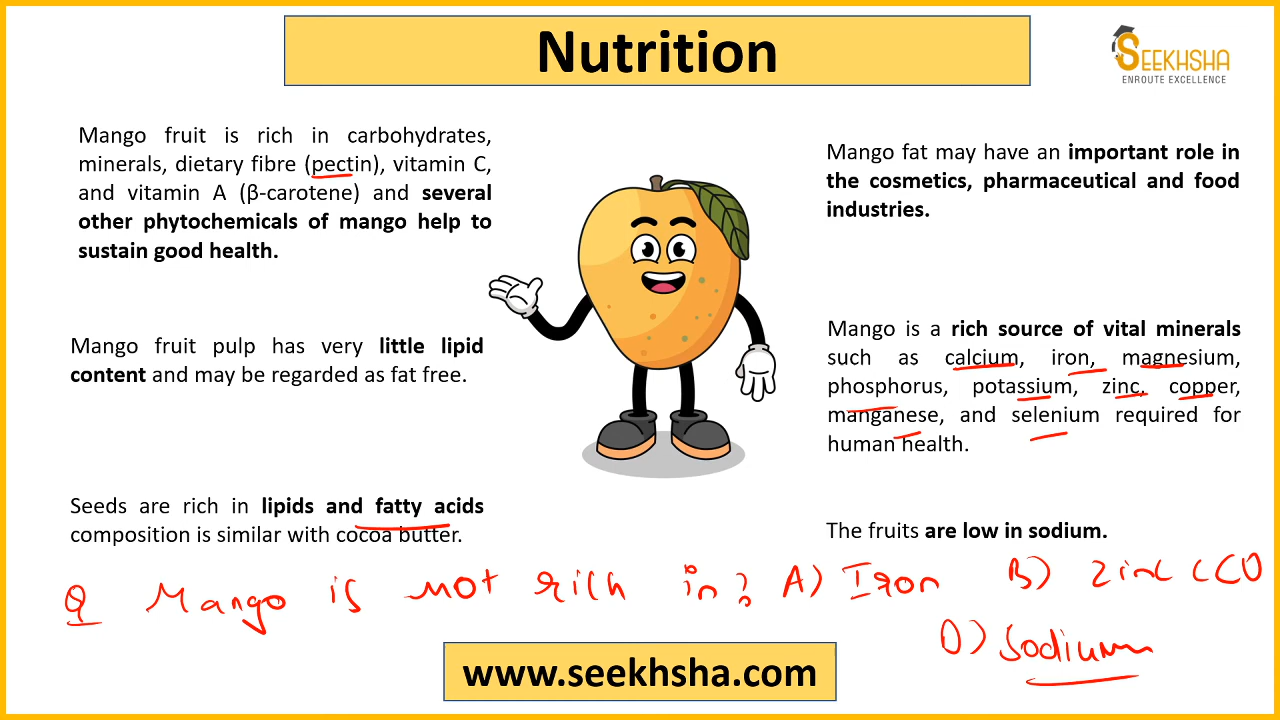 Nutrition
SEEKHSHA
ENROUTE EXCELLENCE
Mango fruit is rich in carbohydrates,
minerals, dietary fibre (pectin), vitamin C,
and vitamin A (β-carotene) and several
other phytochemicals of mango help to
sustain good health.
Mango fruit pulp has very little lipid
content and may be regarded as fat free.
Seeds are rich in lipids and fatty acids
composition is similar with cocoa butter.
Mango fat may have an important role in
the cosmetics, pharmaceutical and food
industries.
Mango is a rich source of vital minerals
such as calcium, iron, magnesium,
phosphorus, potassium, zinc, copper,
manganese, and selenium required for
human health.
The fruits are low in sodium.
Q Mango is not rich in? A) Iron B) Zinc
D) Sodium
www.seekhsha.com